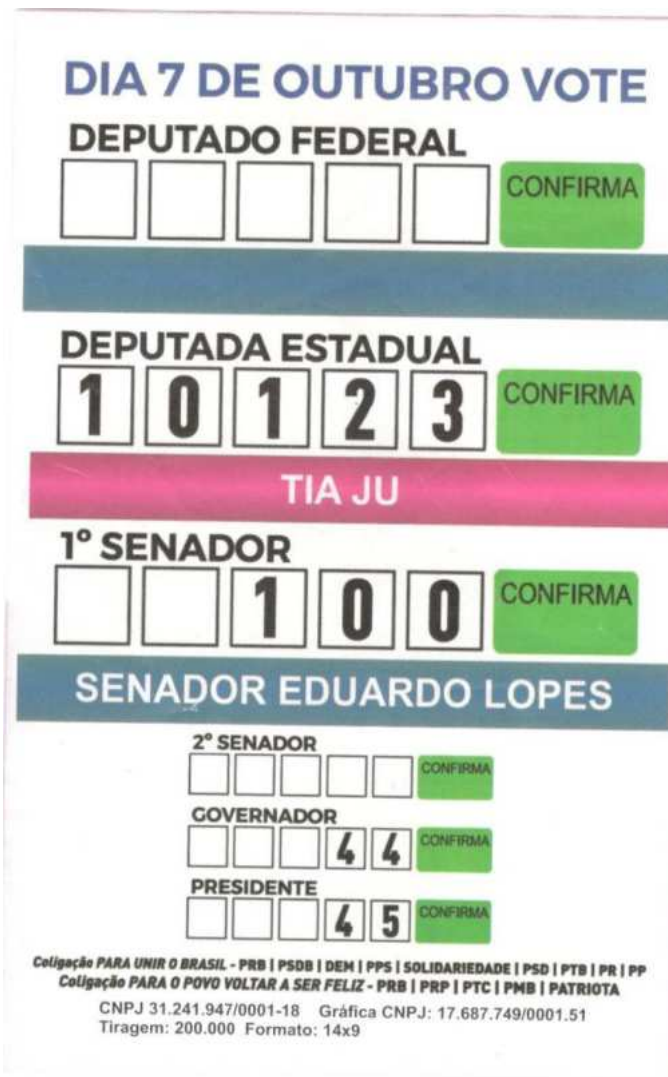 DIA 7 DE OUTUBRO VOTE
DEPUTADO FEDERAL
CONFIRMA
DEPUTADA ESTADUAL
1 0 1 2 3 CONFIRMA
TIA JU
1º SENADOR
1 0 0 CONFIRMA
SENADOR EDUARDO LOPES
2º SENADOR
CONFIRMA
GOVERNADOR
4 4 CONFIRMA
PRESIDENTE
4 5 CONFIRMA
Coligação PARA UNIR O BRASIL - PRB | PSDB | DEM | PPS | SOLIDARIEDADE | PSD | PTB | PR | PP
Coligação PARA O POVO VOLTAR A SER FELIZ - PRB | PRP | PTC | PMB | PATRIOTA
CNPJ 31.241.947/0001-18 Gráfica CNPJ: 17.687.749/0001.51
Tiragem: 200.000 Formato: 14x9